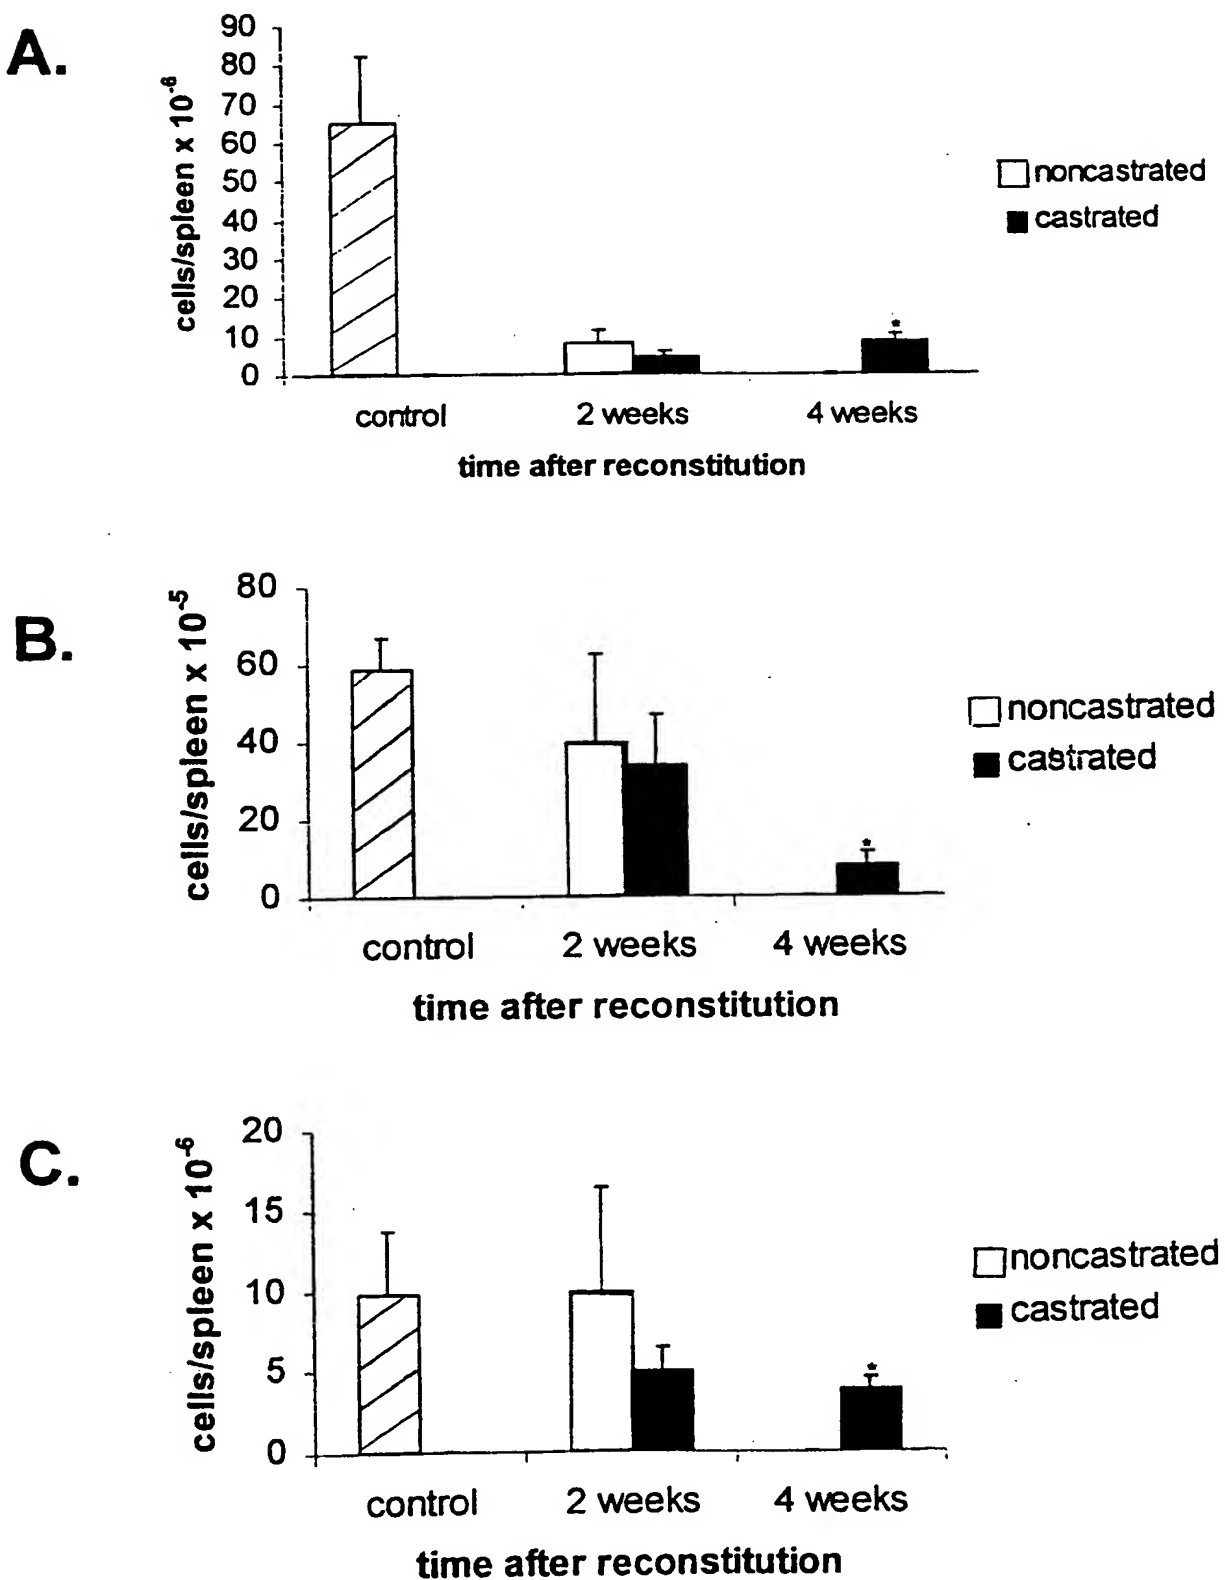 A.
cells/spleen x 10-6
90
80
70
60
50
40
30
20
10
0
*
noncastrated
castrated
control 2 weeks 4 weeks
time after reconstitution
B.
cells/spleen x 10-5
80
60
40
20
0
*
noncastrated
castrated
control 2 weeks 4 weeks
time after reconstitution
C.
cells/spleen x 10-6
20
15
10
5
0
*
noncastrated
castrated
control 2 weeks 4 weeks
time after reconstitution